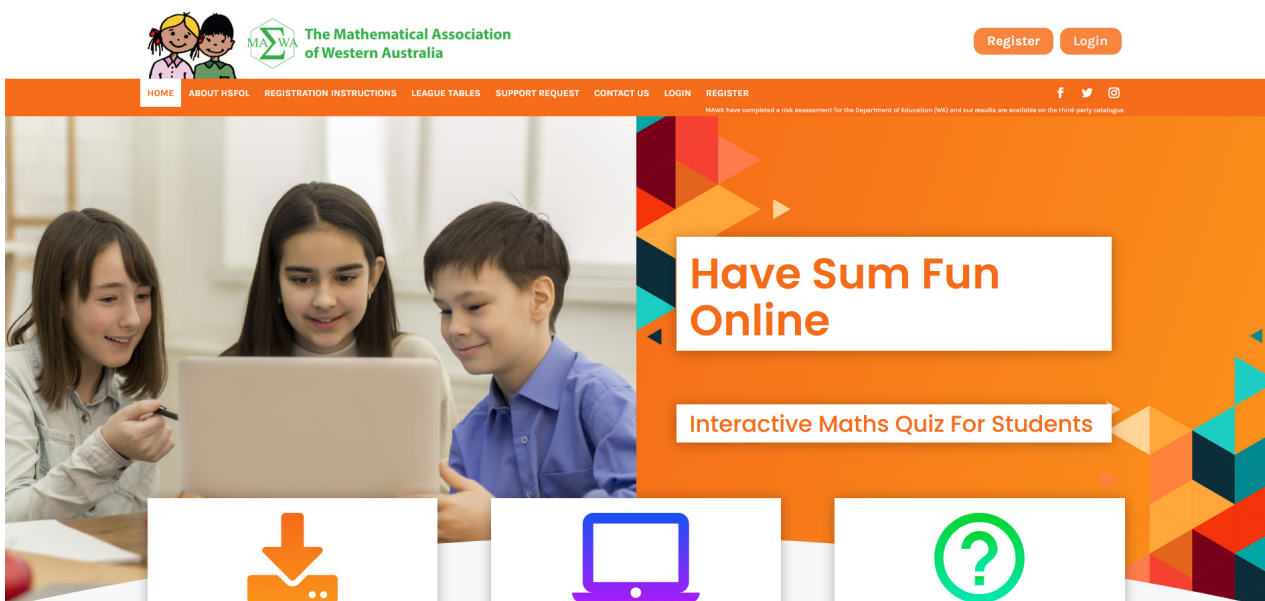 MAΣWA
The Mathematical Association
of Western Australia
Register
Login
HOME ABOUT HSFOL REGISTRATION INSTRUCTIONS LEAGUE TABLES SUPPORT REQUEST CONTACT US LOGIN REGISTER
MAWA have completed a risk assessment for the Department of Education (WA) and our results are available on the third-party catalogue.
Have Sum Fun
Online
Interactive Maths Quiz For Students